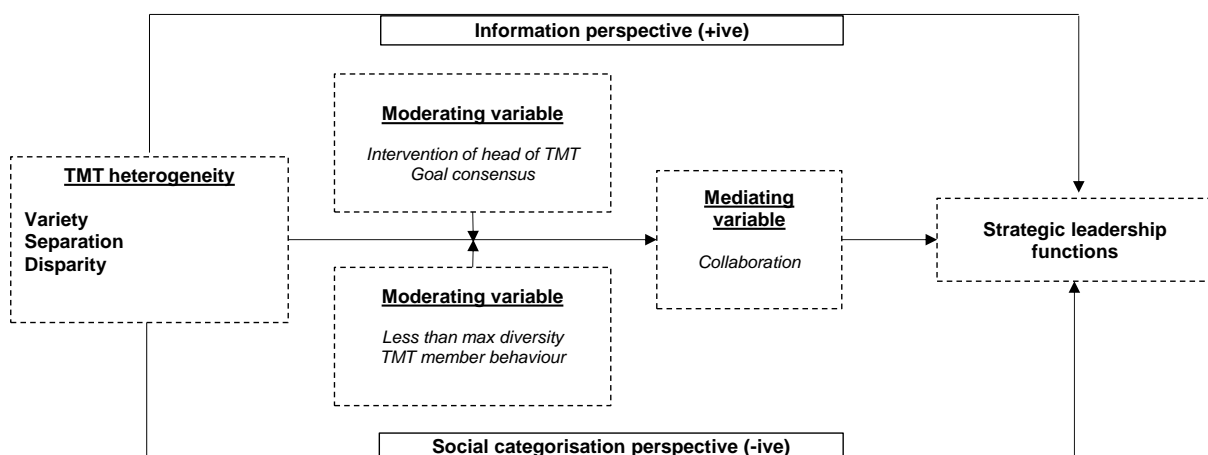 Information perspective (+ive)
Moderating variable
Intervention of head of TMT
Goal consensus
TMT heterogeneity
Variety
Separation
Disparity
Mediating
variable
Collaboration
Strategic leadership
functions
Moderating variable
Less than max diversity
TMT member behaviour
Social categorisation perspective (-ive)